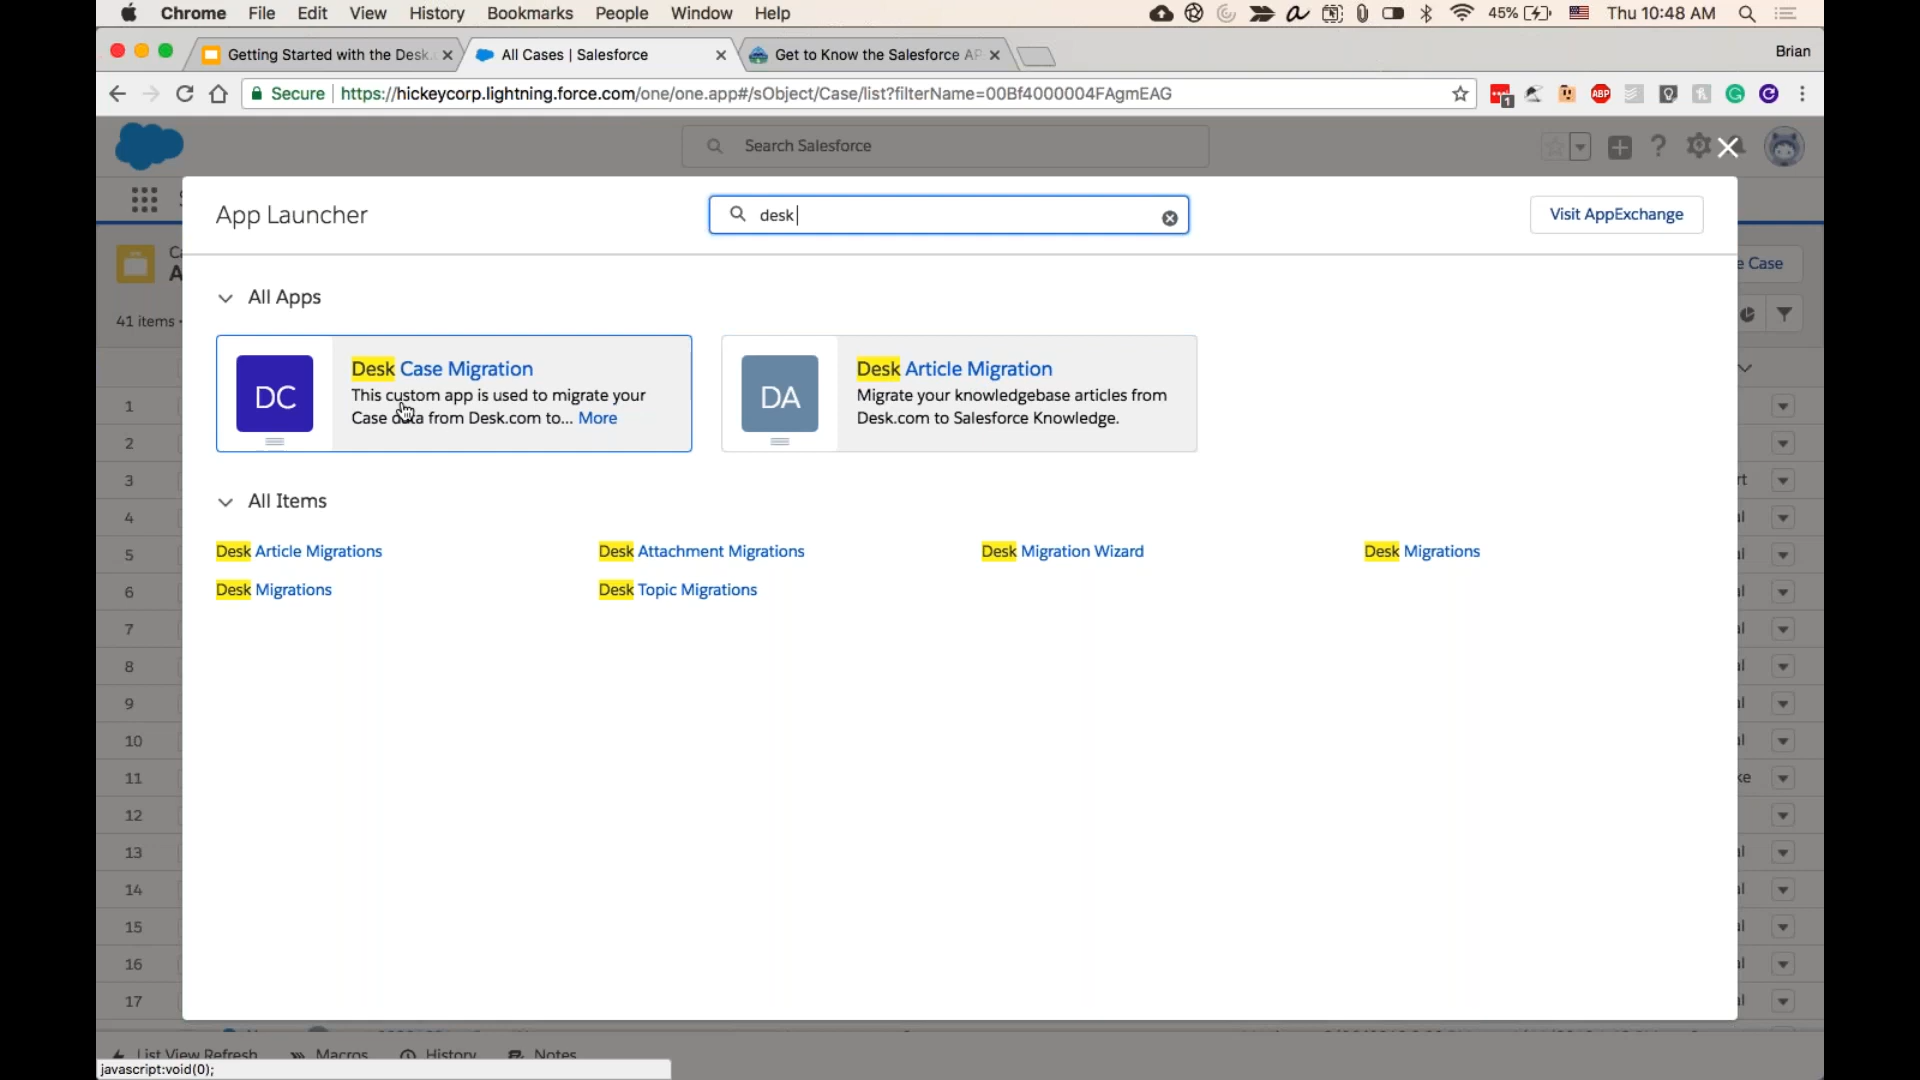 Chrome File Edit View History Bookmarks People Window Help 45% Thu 10:48 AM
Getting Started with the Desk. All Cases | Salesforce Get to Know the Salesforce AP Brian
Secure https://hickeycorp.lightning.force.com/one/one.app#/sObject/Case/list?filterName=00Bf4000004FAgmEAG
1
ABP
Search Salesforce
App Launcher desk Visit AppExchange
e Case
41 items •
All Apps
DC
Desk Case Migration
This custom app is used to migrate your
Case data from Desk.com to... More
DA
Desk Article Migration
Migrate your knowledgebase articles from
Desk.com to Salesforce Knowledge.
All Items
Desk Article Migrations Desk Attachment Migrations Desk Migration Wizard Desk Migrations
Desk Migrations Desk Topic Migrations
1
2
3
4
5
6
7
8
9
10
11
12
13
14
15
16
17
List View Refresh Macros History Notes
javascript:void(0);